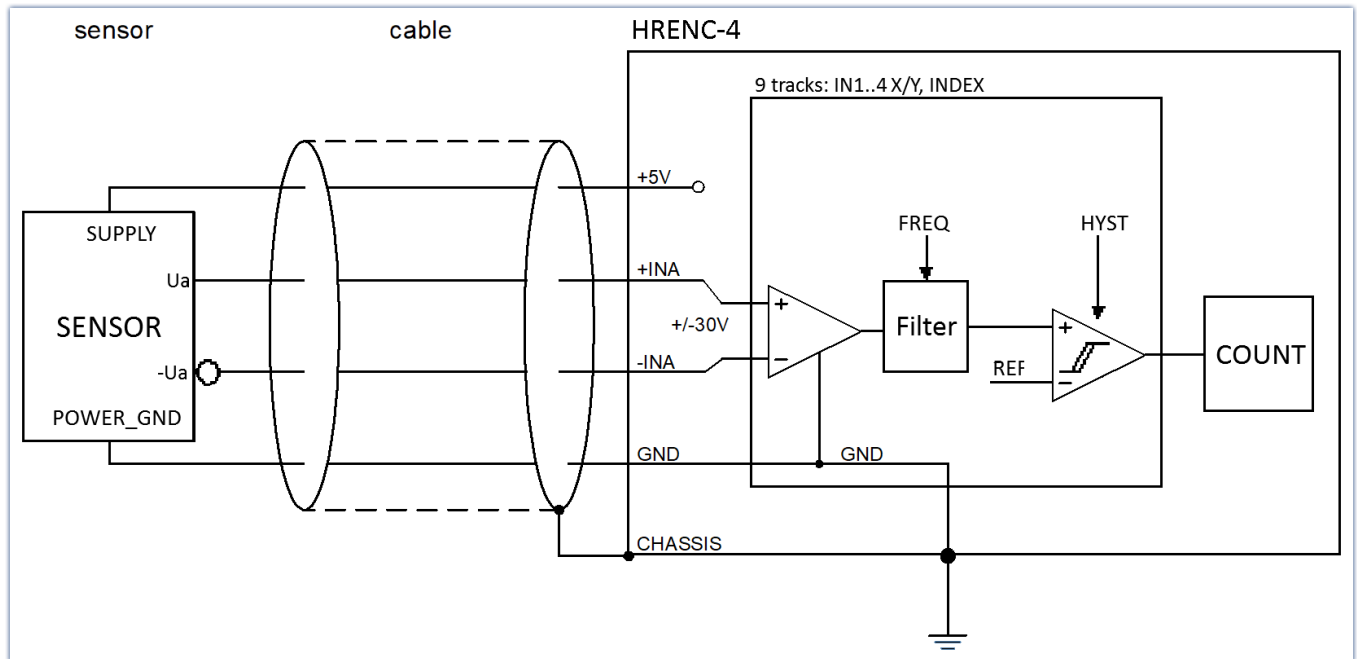 sensor
cable
HRENC-4
9 tracks: IN1..4 X/Y, INDEX
+5V
SUPPLY
FREQ
HYST
Ua
+INA
SENSOR
+/-30V
+
-
Filter
+
REF
-
COUNT
-Ua
-INA
POWER_GND
GND
GND
CHASSIS